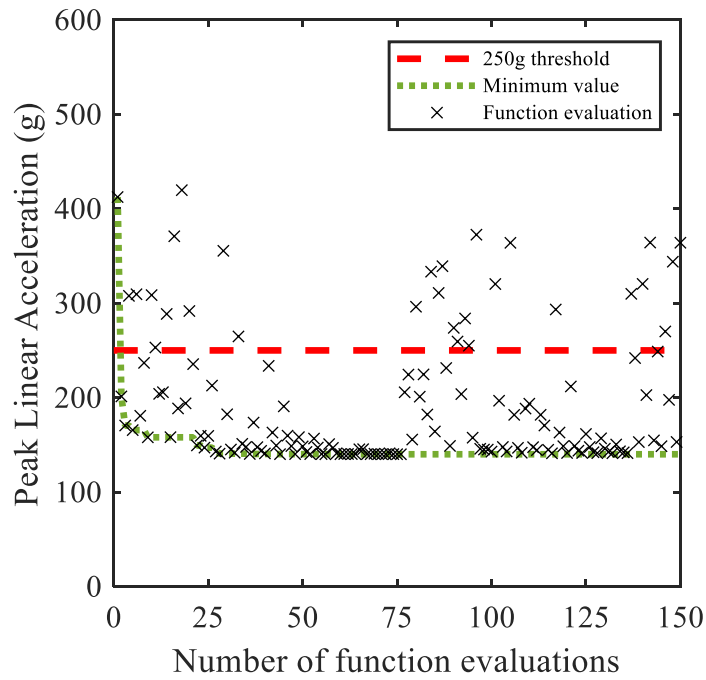 Peak Linear Acceleration (g)
600
500
400
300
200
100
0
250g threshold
Minimum value
Function evaluation
0 25 50 75 100 125 150
Number of function evaluations